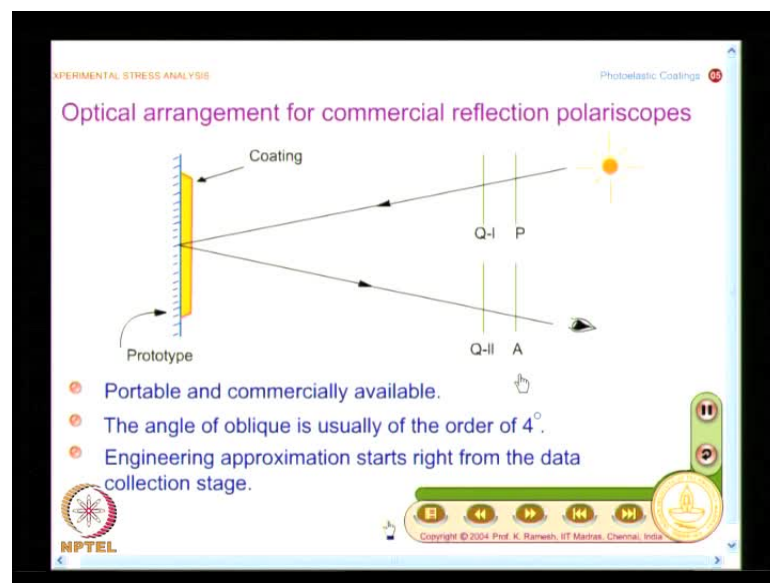 XPERIMENTAL STRESS ANALYSIS
Photoelastic Coatings 05
Optical arrangement for commercial reflection polariscopes
Coating
Q-I P
Prototype
Q-II A
Portable and commercially available.
The angle of oblique is usually of the order of 4°.
Engineering approximation starts right from the data
collection stage.
NPTEL
Copyright © 2004 Prof. K. Ramesh, IIT Madras, Chennai, India